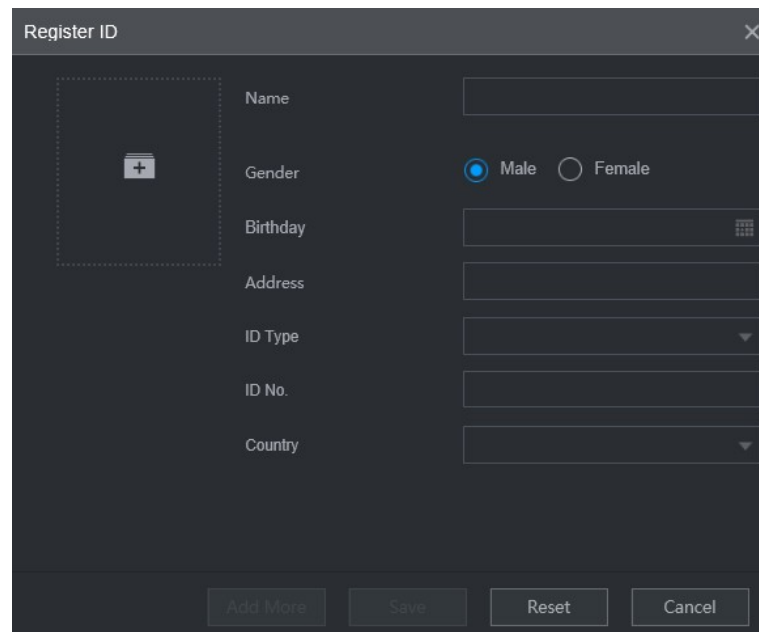 Register ID
Name
Gender
Male
Female
Birthday
Address
ID Type
ID No.
Country
Add More
Save
Reset
Cancel